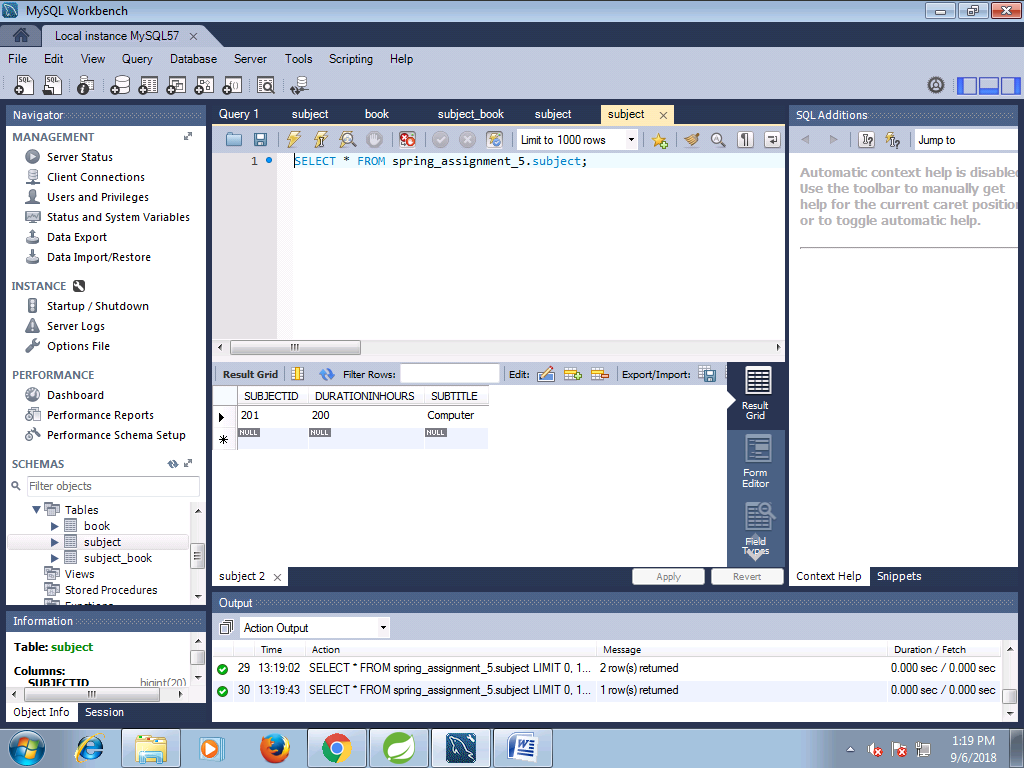 MySQL Workbench
Local instance MySQL57
File Edit View Query Database Server Tools Scripting Help
Navigator
MANAGEMENT
Server Status
Client Connections
Users and Privileges
Status and System Variables
Data Export
Data Import/Restore
INSTANCE
Startup / Shutdown
Server Logs
Options File
PERFORMANCE
Dashboard
Performance Reports
Performance Schema Setup
SCHEMAS
Filter objects
Tables
book
subject
subject_book
Views
Stored Procedures
Functions
Information
Table: subject
Columns:
SUBJECTID bigint(20)
Object Info Session
Query 1 subject book subject_book subject subject
Limit to 1000 rows
1 SELECT * FROM spring_assignment_5.subject;
Result Grid Filter Rows: Edit: Export/Import:
SUBJECTID DURATIONINHOURS SUBTITLE
201 200 Computer
NULL NULL NULL
Result
Grid
Form
Editor
Field
Types
subject 2 Apply Revert
SQL Additions
Jump to
Automatic context help is disabled
Use the toolbar to manually get
help for the current caret position
or to toggle automatic help.
Context Help Snippets
Output
Action Output
Time Action Message Duration / Fetch
29 13:19:02 SELECT * FROM spring_assignment_5.subject LIMIT 0, 1... 2 row(s) returned 0.000 sec / 0.000 sec
30 13:19:43 SELECT * FROM spring_assignment_5.subject LIMIT 0, 1... 1 row(s) returned 0.000 sec / 0.000 sec
1:19 PM
9/6/2018